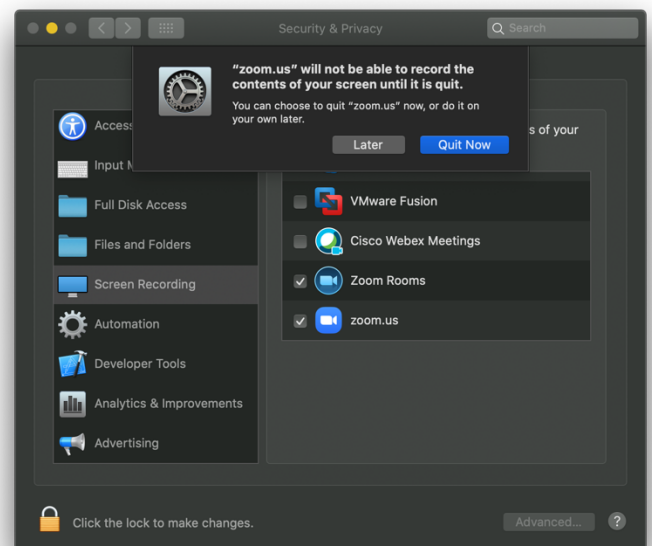 Security & Privacy
Search
“zoom.us” will not be able to record the
contents of your screen until it is quit.
You can choose to quit “zoom.us” now, or do it on
your own later.
Later
Quit Now
s of your
Access
Input M
Full Disk Access
Files and Folders
Screen Recording
Automation
Developer Tools
Analytics & Improvements
Advertising
VMware Fusion
Cisco Webex Meetings
Zoom Rooms
zoom.us
Click the lock to make changes.
Advanced...
?